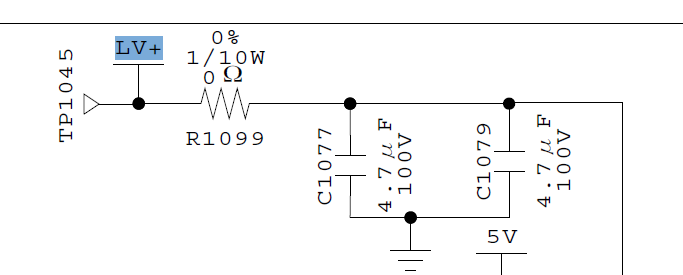 LV+
0%
1/10W
0 Ω
R1099
TP1045
C1077
4.7μF
100V
C1079
4.7μF
100V
5V